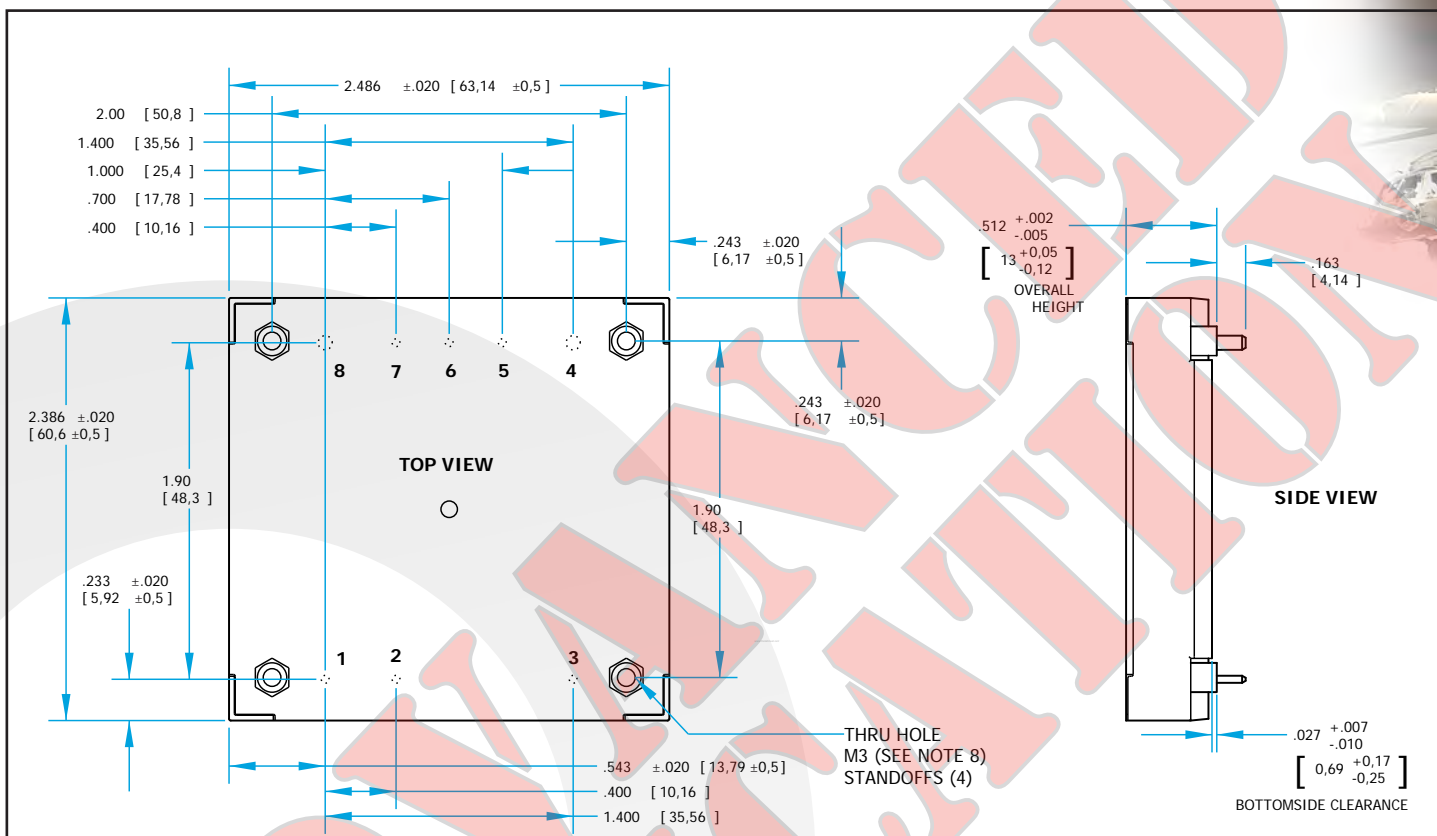 2.486 ±.020 [ 63,14 ±0,5 ]
2.00 [ 50,8 ]
1.400 [ 35,56 ]
1.000 [ 25,4 ]
.700 [ 17,78 ]
.400 [ 10,16 ]
.243 ±.020
[ 6,17 ±0,5 ]
.512 +.002
-.005
[ 13 +0,05
-0,12 ]
OVERALL
HEIGHT
.163
[ 4,14 ]
8 7 6 5 4
2.386 ±.020
[ 60,6 ±0,5 ]
.243 ±.020
[ 6,17 ±0,5 ]
TOP VIEW
1.90
[ 48,3 ]
1.90
[ 48,3 ]
SIDE VIEW
.233 ±.020
[ 5,92 ±0,5 ]
1 2 3
THRU HOLE
M3 (SEE NOTE 8)
STANDOFFS (4)
.027 +.007
-.010
[ 0,69 +0,17
-0,25 ]
BOTTOMSIDE CLEARANCE
.543 ±.020 [ 13,79 ±0,5 ]
.400 [ 10,16 ]
1.400 [ 35,56 ]